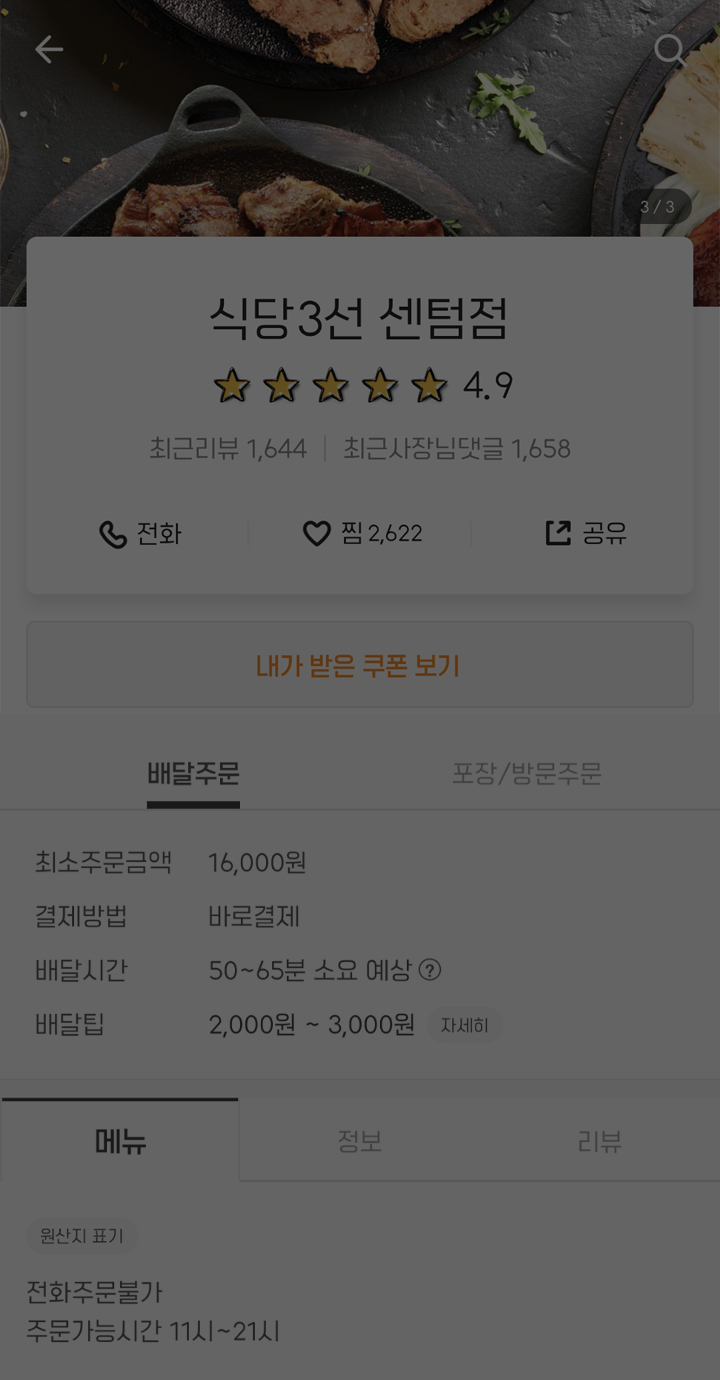 3 / 3
식당3선 센텀점
4.9
최근리뷰 1,644 최근사장님댓글 1,658
전화 찜 2,622 공유
내가 받은 쿠폰 보기
배달주문 포장/방문주문
최소주문금액 16,000원
결제방법 바로결제
배달시간 50~65분 소요 예상 ?
배달팁 2,000원 ~ 3,000원 자세히
메뉴 정보 리뷰
원산지 표기
전화주문불가
주문가능시간 11시~21시